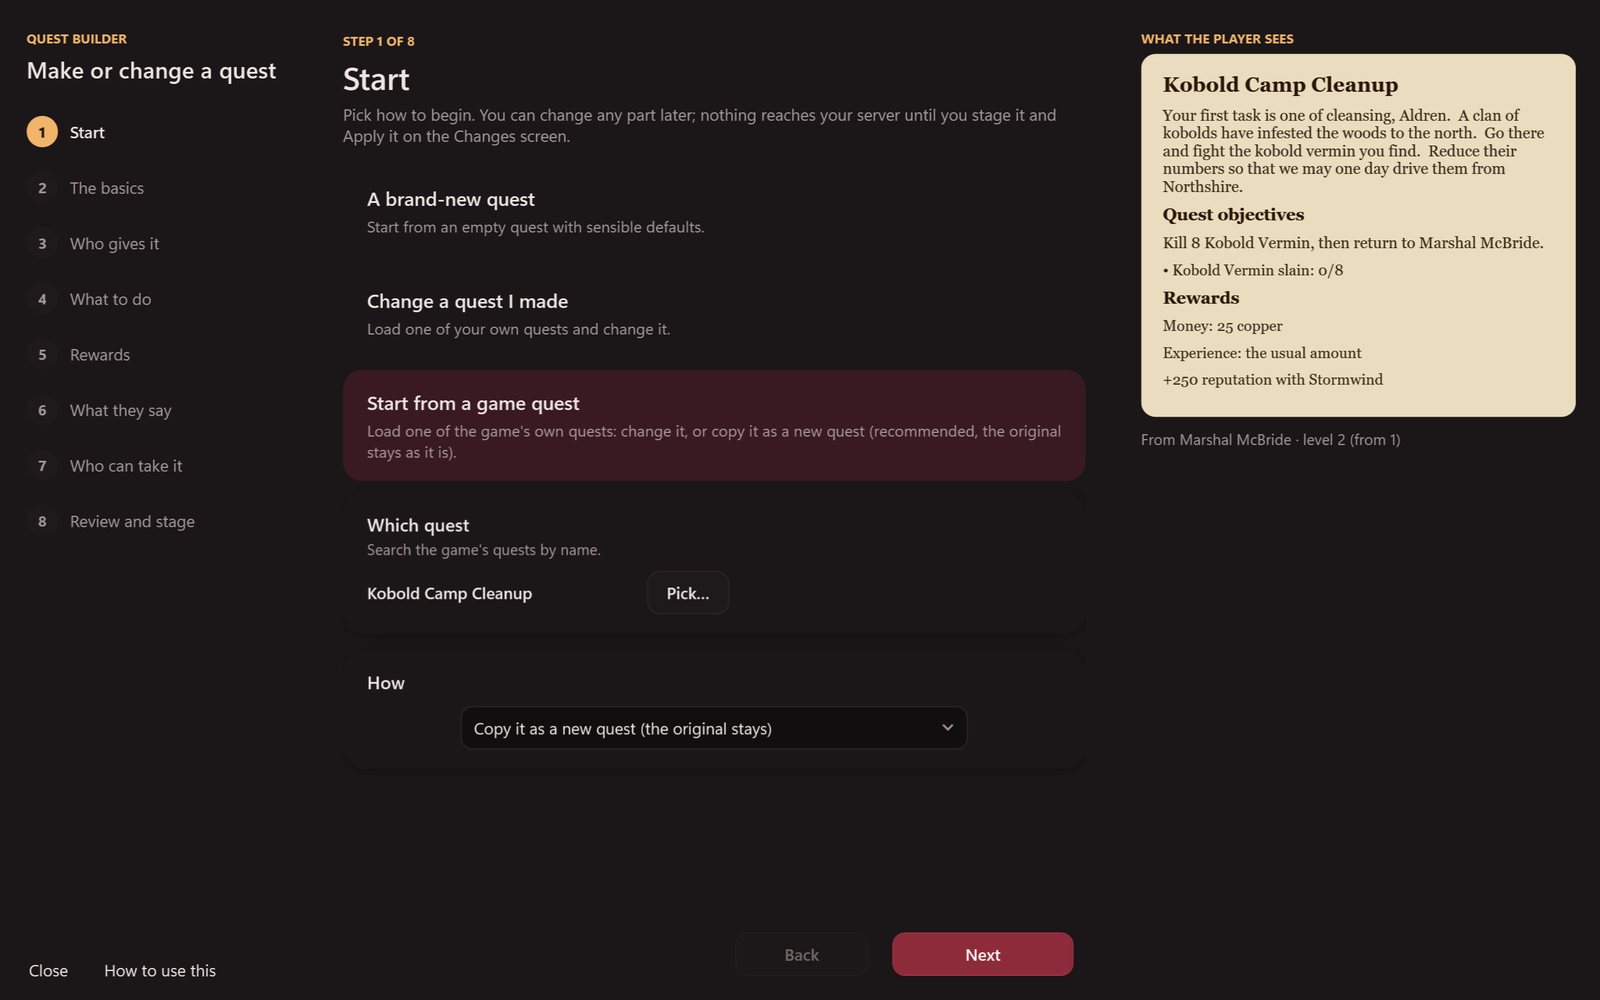 QUEST BUILDER
Make or change a quest
1 Start
2 The basics
3 Who gives it
4 What to do
5 Rewards
6 What they say
7 Who can take it
8 Review and stage
Close
How to use this
STEP 1 OF 8
Start
Pick how to begin. You can change any part later; nothing reaches your server until you stage it and
Apply it on the Changes screen.
A brand-new quest
Start from an empty quest with sensible defaults.
Change a quest I made
Load one of your own quests and change it.
Start from a game quest
Load one of the game's own quests: change it, or copy it as a new quest (recommended, the original
stays as it is).
Which quest
Search the game's quests by name.
Kobold Camp Cleanup
Pick...
How
Copy it as a new quest (the original stays)
Back
Next
WHAT THE PLAYER SEES
Kobold Camp Cleanup
Your first task is one of cleansing, Aldren. A clan of
kobolds have infested the woods to the north. Go there
and fight the kobold vermin you find. Reduce their
numbers so that we may one day drive them from
Northshire.
Quest objectives
Kill 8 Kobold Vermin, then return to Marshal McBride.
• Kobold Vermin slain: 0/8
Rewards
Money: 25 copper
Experience: the usual amount
+250 reputation with Stormwind
From Marshal McBride · level 2 (from 1)